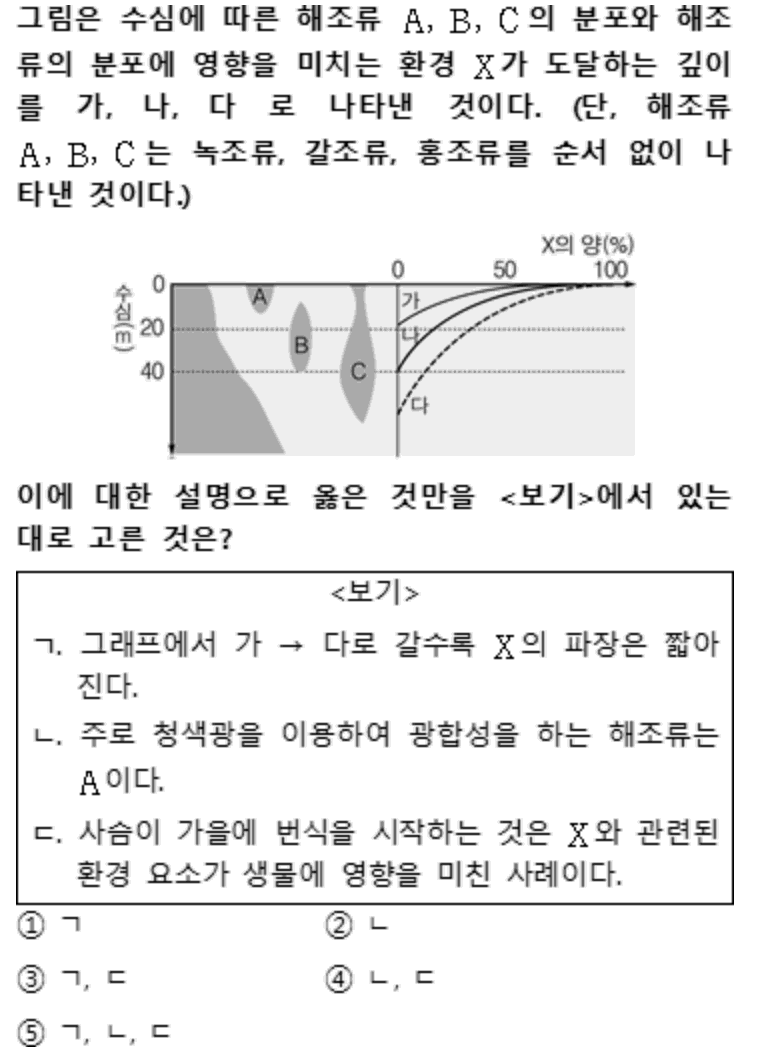 그림은 수심에 따른 해조류 A, B, C의 분포와 해조
류의 분포에 영향을 미치는 환경 X가 도달하는 깊이
를 가, 나, 다 로 나타낸 것이다. (단, 해조류
A, B, C는 녹조류, 갈조류, 홍조류를 순서 없이 나
타낸 것이다.)
X의 양(%)
0 50 100
수심(m)
0
20
40
A
B
C
가
나
다
이에 대한 설명으로 옳은 것만을 <보기>에서 있는
대로 고른 것은?
<보기>
ㄱ. 그래프에서 가 → 다로 갈수록 X의 파장은 짧아
진다.
ㄴ. 주로 청색광을 이용하여 광합성을 하는 해조류는
A이다.
ㄷ. 사슴이 가을에 번식을 시작하는 것은 X와 관련된
환경 요소가 생물에 영향을 미친 사례이다.
① ㄱ ② ㄴ
③ ㄱ, ㄷ ④ ㄴ, ㄷ
⑤ ㄱ, ㄴ, ㄷ